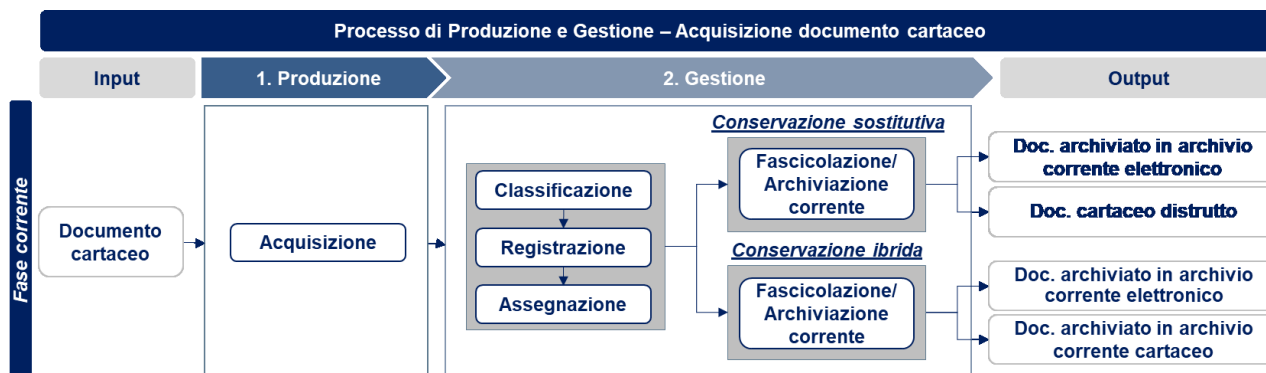 Processo di Produzione e Gestione – Acquisizione documento cartaceo
Input
1. Produzione
2. Gestione
Output
Fase corrente
Documento
cartaceo
Acquisizione
Classificazione
Registrazione
Assegnazione
Conservazione sostitutiva
Fascicolazione/
Archiviazione
corrente
Conservazione ibrida
Fascicolazione/
Archiviazione
corrente
Doc. archiviato in archivio
corrente elettronico
Doc. cartaceo distrutto
Doc. archiviato in archivio
corrente elettronico
Doc. archiviato in archivio
corrente cartaceo